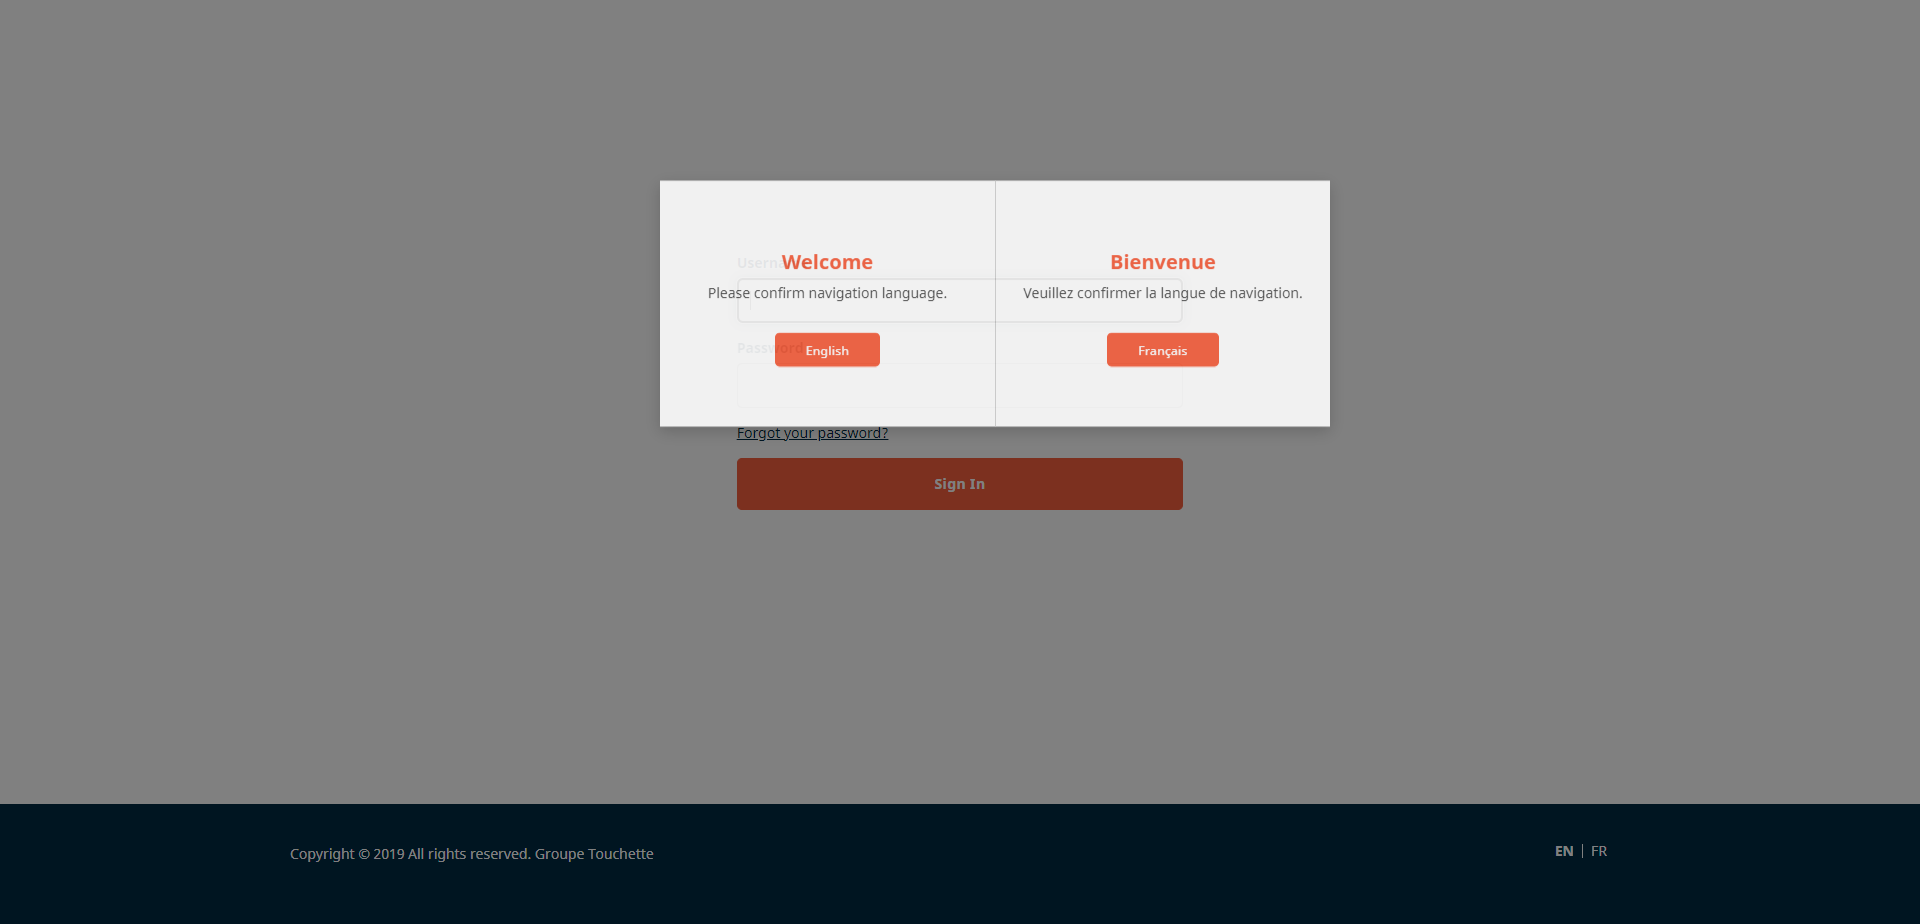 Welcome
Please confirm navigation language.
English
Bienvenue
Veuillez confirmer la langue de navigation.
Français
Password
Forgot your password?
Sign In
Copyright © 2019 All rights reserved. Groupe Touchette
EN | FR